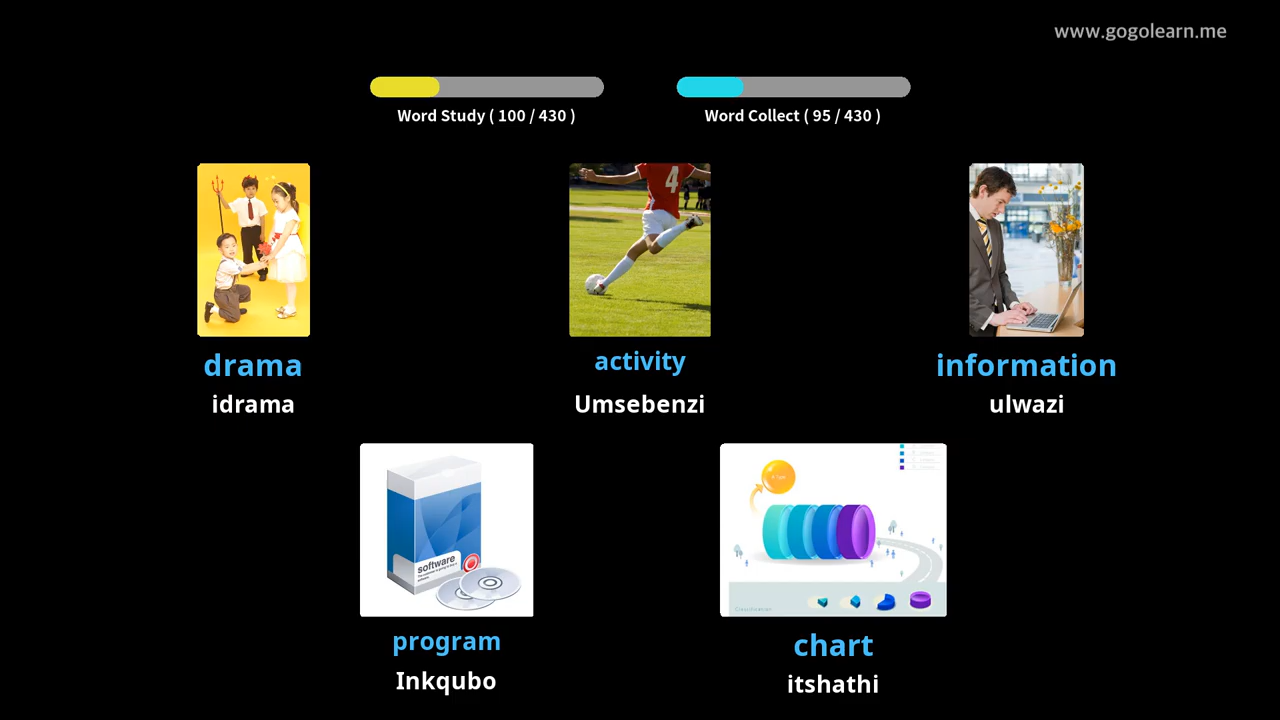 www.gogolearn.me
Word Study ( 100 / 430 )
Word Collect ( 95 / 430 )
4
drama
activity
information
idrama
Umsebenzi
ulwazi
software
program
chart
Inkqubo
itshathi